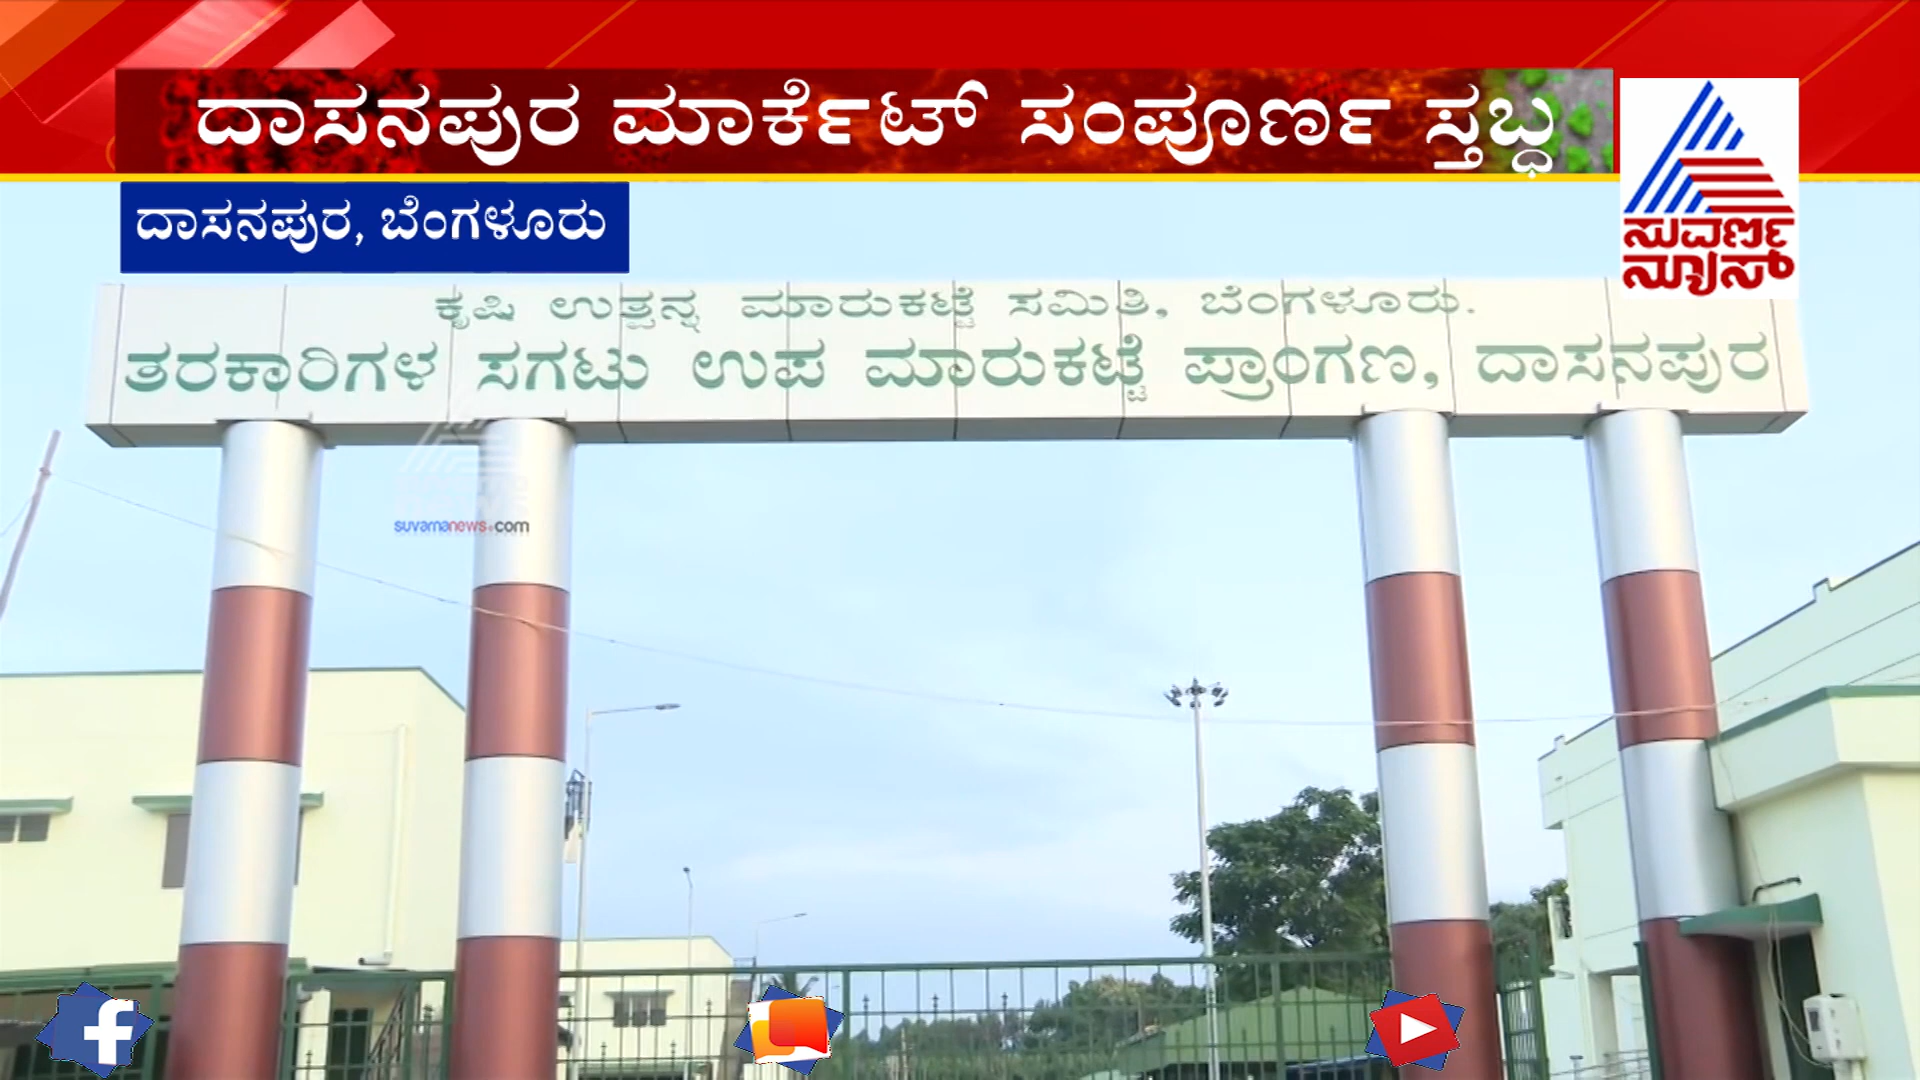 ದಾಸನಪುರ ಮಾರ್ಕೆಟ್ ಸಂಪೂರ್ಣ ಸ್ತಬ್ಧ
ಸುವರ್ಣ
ನ್ಯೂಸ್
ದಾಸನಪುರ, ಬೆಂಗಳೂರು
ಕೃಷಿ ಉತ್ಪನ್ನ ಮಾರುಕಟ್ಟೆ ಸಮಿತಿ, ಬೆಂಗಳೂರು.
ತರಕಾರಿಗಳ ಸಗಟು ಉಪ ಮಾರುಕಟ್ಟೆ ಪ್ರಾಂಗಣ, ದಾಸನಪುರ
news
suvarnanews.com